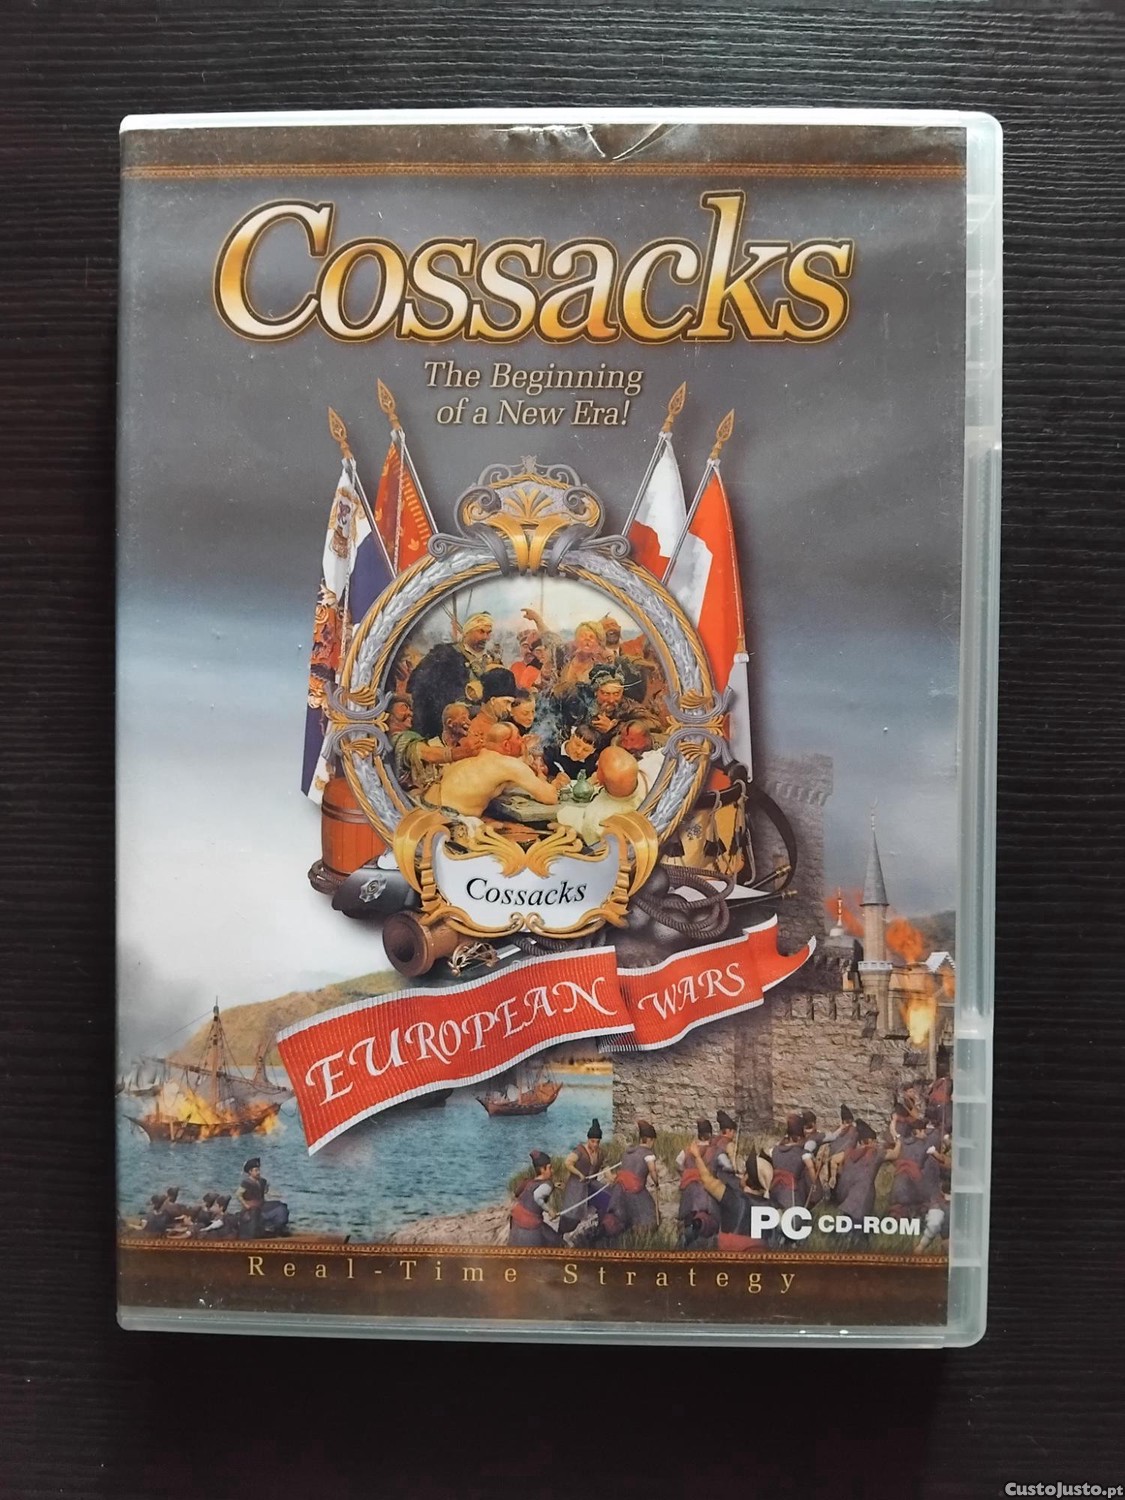 Cossacks
The Beginning
of a New Era!
Cossacks
EUROPEAN WARS
PC CD-ROM
Real-Time Strategy
CustoJusto.pt